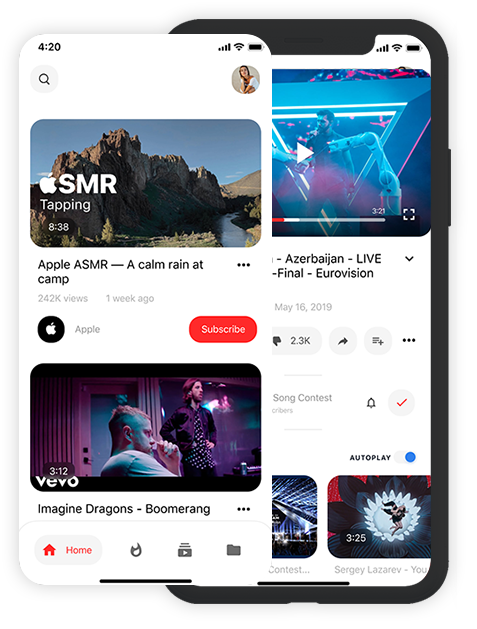 4:20
SMR
Tapping
8:38
Apple ASMR — A calm rain at
camp
242K views 1 week ago
Apple
Subscribe
3:12
vevo
Imagine Dragons - Boomerang
Home
3:21
- Azerbaijan - LIVE
-Final - Eurovision
May 16, 2019
2.3K
Song Contest
AUTOPLAY
3:25
Contest...
Sergey Lazarev - You